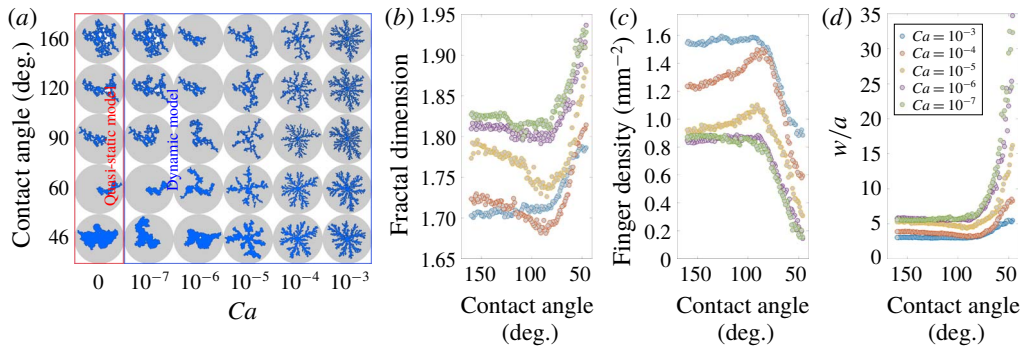 (a)
Contact angle (deg.)
160
120
90
60
46
Quasi-static model
Dynamic model
0 10⁻⁷ 10⁻⁶ 10⁻⁵ 10⁻⁴ 10⁻³
Ca
(b)
Fractal dimension
1.95
1.90
1.85
1.80
1.75
1.70
1.65
150 100 50
Contact angle
(deg.)
(c)
Finger density (mm⁻²)
1.6
1.4
1.2
1.0
0.8
0.6
0.4
0.2
0
150 100 50
Contact angle
(deg.)
(d)
w/a
35
30
25
20
15
10
5
0
Ca = 10⁻³
Ca = 10⁻⁴
Ca = 10⁻⁵
Ca = 10⁻⁶
Ca = 10⁻⁷
150 100 50
Contact angle
(deg.)